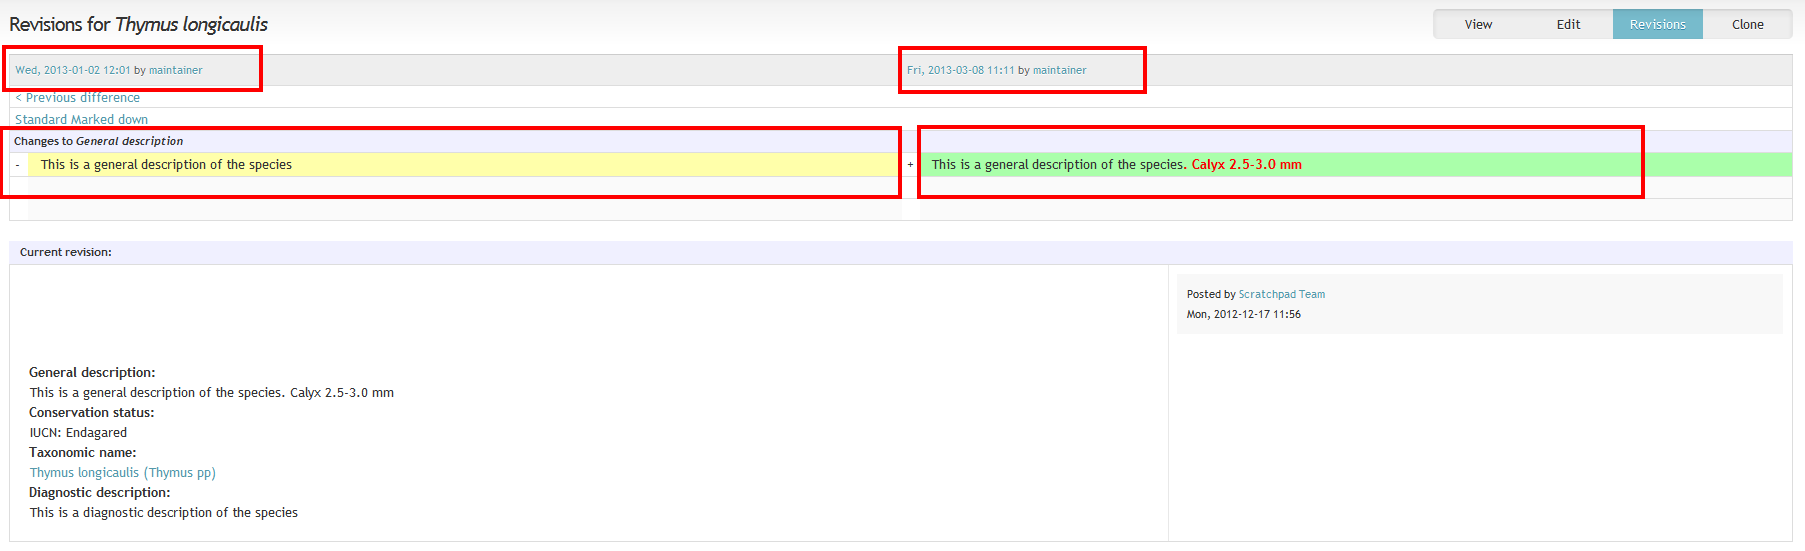 Revisions for Thymus longicaulis
View Edit Revisions Clone
Wed, 2013-01-02 12:01 by maintainer Fri, 2013-03-08 11:11 by maintainer
< Previous difference
Standard Marked down
Changes to General description
- This is a general description of the species + This is a general description of the species. Calyx 2.5-3.0 mm
Current revision:
Posted by Scratchpad Team
Mon, 2012-12-17 11:56
General description:
This is a general description of the species. Calyx 2.5-3.0 mm
Conservation status:
IUCN: Endagared
Taxonomic name:
Thymus longicaulis (Thymus pp)
Diagnostic description:
This is a diagnostic description of the species